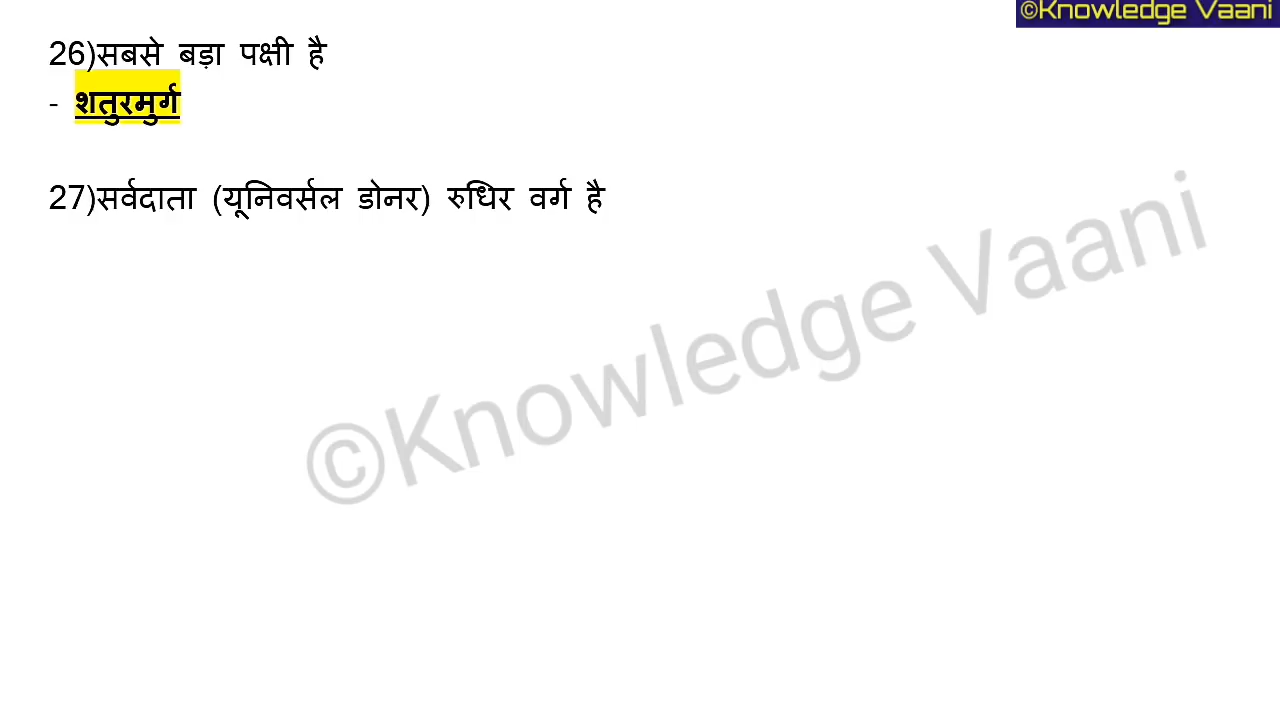 ©Knowledge Vaani
26)सबसे बड़ा पक्षी है
- शतुरमुर्ग
27)सर्वदाता (यूनिवर्सल डोनर) रुधिर वर्ग है
©Knowledge Vaani